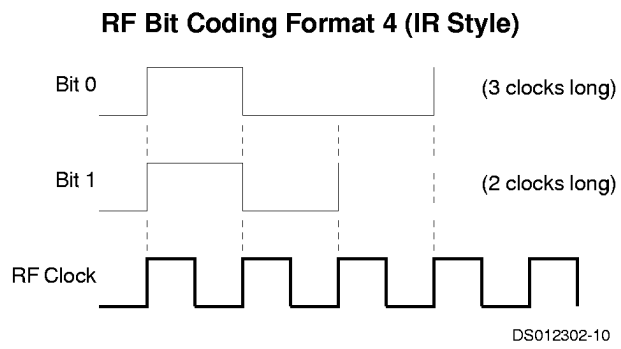 RF Bit Coding Format 4 (IR Style)
Bit 0 (3 clocks long)
Bit 1 (2 clocks long)
RF Clock
DS012302-10